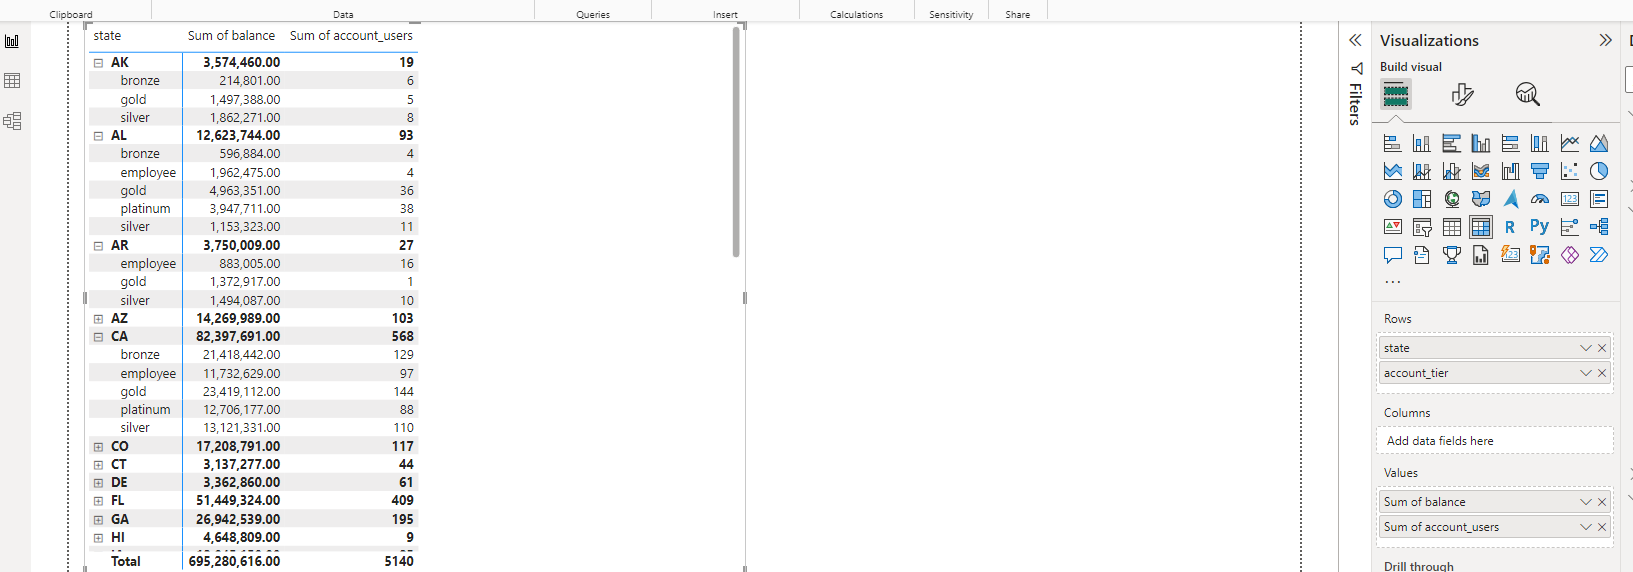 Clipboard Data Queries Insert Calculations Sensitivity Share
state Sum of balance Sum of account_users
AK 3,574,460.00 19
bronze 214,801.00 6
gold 1,497,388.00 5
silver 1,862,271.00 8
AL 12,623,744.00 93
bronze 596,884.00 4
employee 1,962,475.00 4
gold 4,963,351.00 36
platinum 3,947,711.00 38
silver 1,153,323.00 11
AR 3,750,009.00 27
employee 883,005.00 16
gold 1,372,917.00 1
silver 1,494,087.00 10
AZ 14,269,989.00 103
CA 82,397,691.00 568
bronze 21,418,442.00 129
employee 11,732,629.00 97
gold 23,419,112.00 144
platinum 12,706,177.00 88
silver 13,121,331.00 110
CO 17,208,791.00 117
CT 3,137,277.00 44
DE 3,362,860.00 61
FL 51,449,324.00 409
GA 26,942,539.00 195
HI 4,648,809.00 9
Total 695,280,616.00 5140
Filters
Visualizations
Build visual
123
R Py
123
...
Rows
state
account_tier
Columns
Add data fields here
Values
Sum of balance
Sum of account_users
Drill through